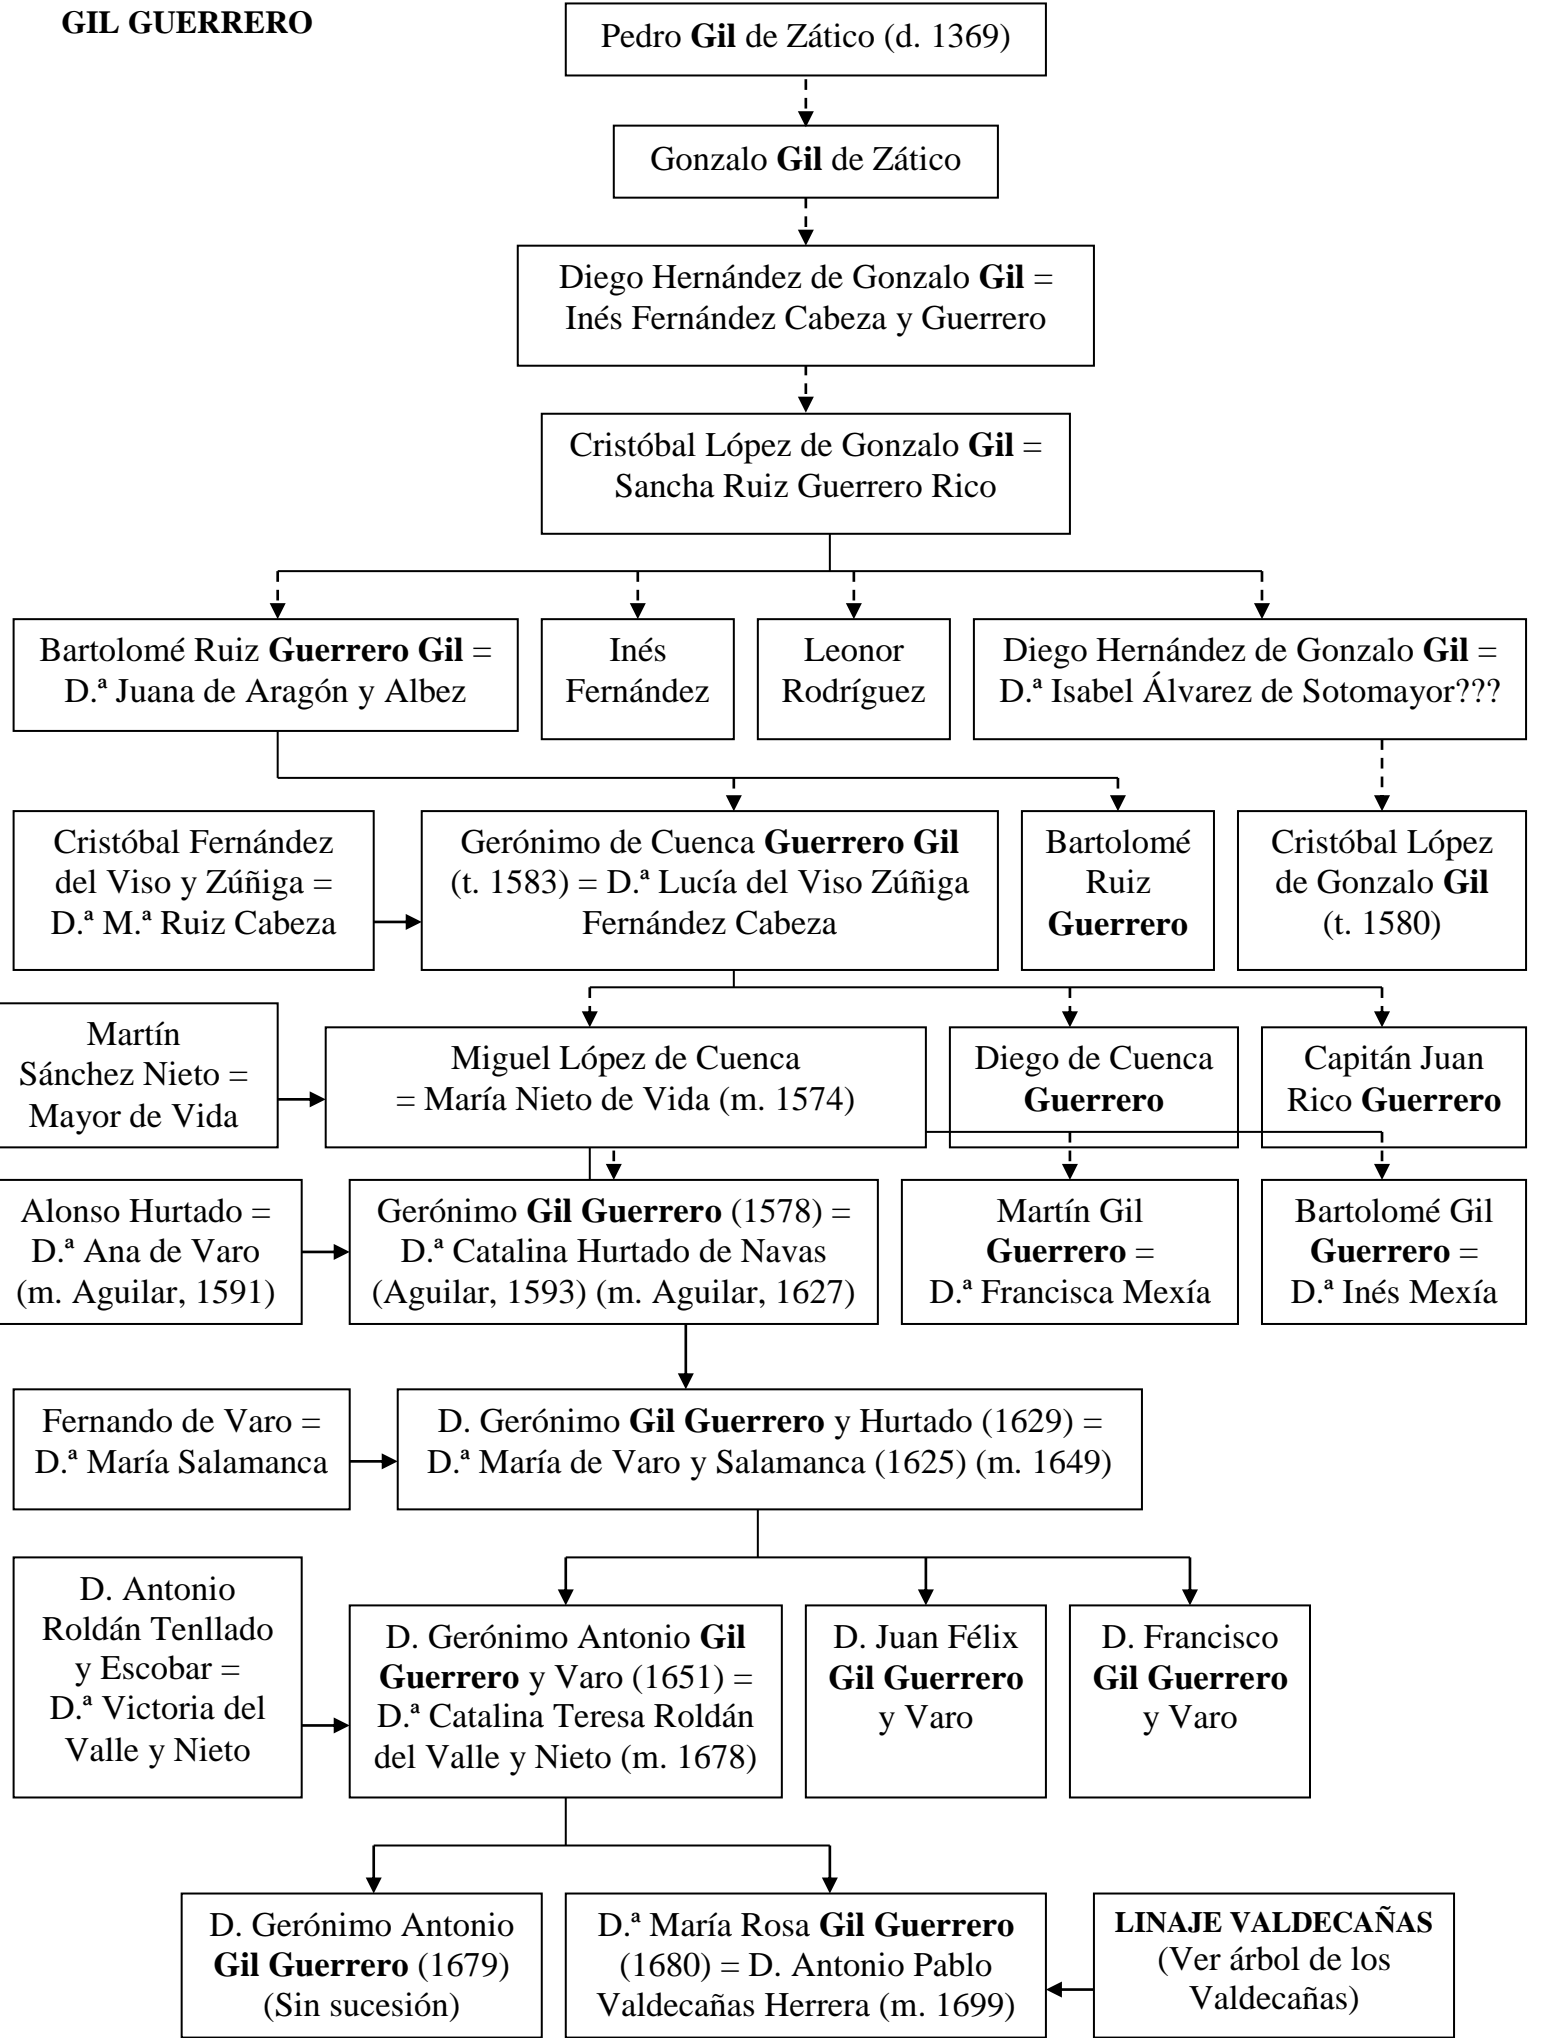 GIL GUERRERO
Pedro Gil de Zático (d. 1369)
Gonzalo Gil de Zático
Diego Hernández de Gonzalo Gil =
Inés Fernández Cabeza y Guerrero
Cristóbal López de Gonzalo Gil =
Sancha Ruiz Guerrero Rico
Bartolomé Ruiz Guerrero Gil =
D.ª Juana de Aragón y Albez
Inés
Fernández
Leonor
Rodríguez
Diego Hernández de Gonzalo Gil =
D.ª Isabel Álvarez de Sotomayor???
Cristóbal Fernández
del Viso y Zúñiga =
D.ª M.ª Ruiz Cabeza
Gerónimo de Cuenca Guerrero Gil
(t. 1583) = D.ª Lucía del Viso Zúñiga
Fernández Cabeza
Bartolomé
Ruiz
Guerrero
Cristóbal López
de Gonzalo Gil
(t. 1580)
Martín
Sánchez Nieto =
Mayor de Vida
Miguel López de Cuenca
= María Nieto de Vida (m. 1574)
Diego de Cuenca
Guerrero
Capitán Juan
Rico Guerrero
Alonso Hurtado =
D.ª Ana de Varo
(m. Aguilar, 1591)
Gerónimo Gil Guerrero (1578) =
D.ª Catalina Hurtado de Navas
(Aguilar, 1593) (m. Aguilar, 1627)
Martín Gil
Guerrero =
D.ª Francisca Mexía
Bartolomé Gil
Guerrero =
D.ª Inés Mexía
Fernando de Varo =
D.ª María Salamanca
D. Gerónimo Gil Guerrero y Hurtado (1629) =
D.ª María de Varo y Salamanca (1625) (m. 1649)
D. Antonio
Roldán Tenllado
y Escobar =
D.ª Victoria del
Valle y Nieto
D. Gerónimo Antonio Gil
Guerrero y Varo (1651) =
D.ª Catalina Teresa Roldán
del Valle y Nieto (m. 1678)
D. Juan Félix
Gil Guerrero
y Varo
D. Francisco
Gil Guerrero
y Varo
D. Gerónimo Antonio
Gil Guerrero (1679)
(Sin sucesión)
D.ª María Rosa Gil Guerrero
(1680) = D. Antonio Pablo
Valdecañas Herrera (m. 1699)
LINAJE VALDECAÑAS
(Ver árbol de los
Valdecañas)